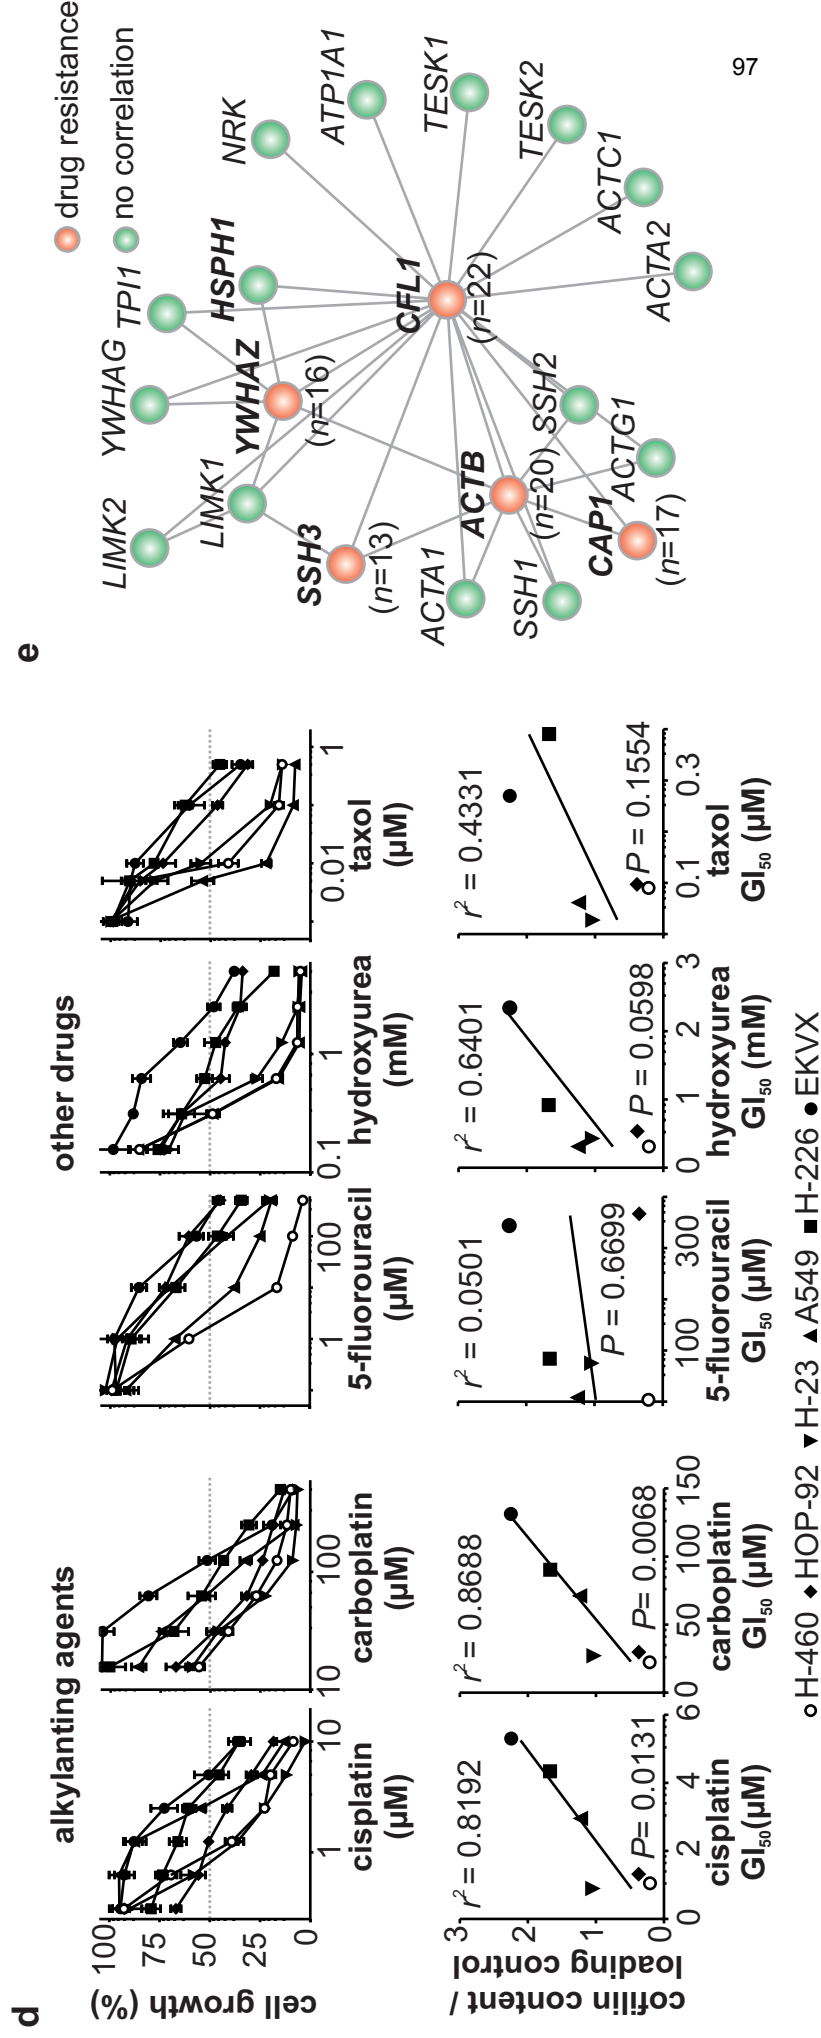 d
alkylanting agents
other drugs
cell growth (%)
100
75
50
25
0
1
10
cisplatin
(µM)
10
100
carboplatin
(µM)
1
100
5-fluorouracil
(µM)
0.1
1
hydroxyurea
(mM)
0.01
1
taxol
(µM)
cofilin content /
loading control
3
2
1
0
r² = 0.8192
P= 0.0131
0 2 4 6
cisplatin
GI₅₀(µM)
r² = 0.8688
P= 0.0068
0 50 100 150
carboplatin
GI₅₀ (µM)
r² = 0.0501
P = 0.6699
100 300
5-fluorouracil
GI₅₀ (µM)
r² = 0.6401
P = 0.0598
0 1 2 3
hydroxyurea
GI₅₀ (mM)
r² = 0.4331
P = 0.1554
0.1 0.3
taxol
GI₅₀ (µM)
H-460 HOP-92 H-23 A549 H-226 EKVX
e
drug resistance
no correlation
LIMK2
YWHAG
TPI1
LIMK1
YWHAZ
(n=16)
HSPH1
NRK
SSH3
(n=13)
ATP1A1
CFL1
(n=22)
TESK1
ACTA1
ACTB
(n=20)
TESK2
SSH1
SSH2
ACTC1
CAP1
(n=17)
ACTG1
ACTA2
97